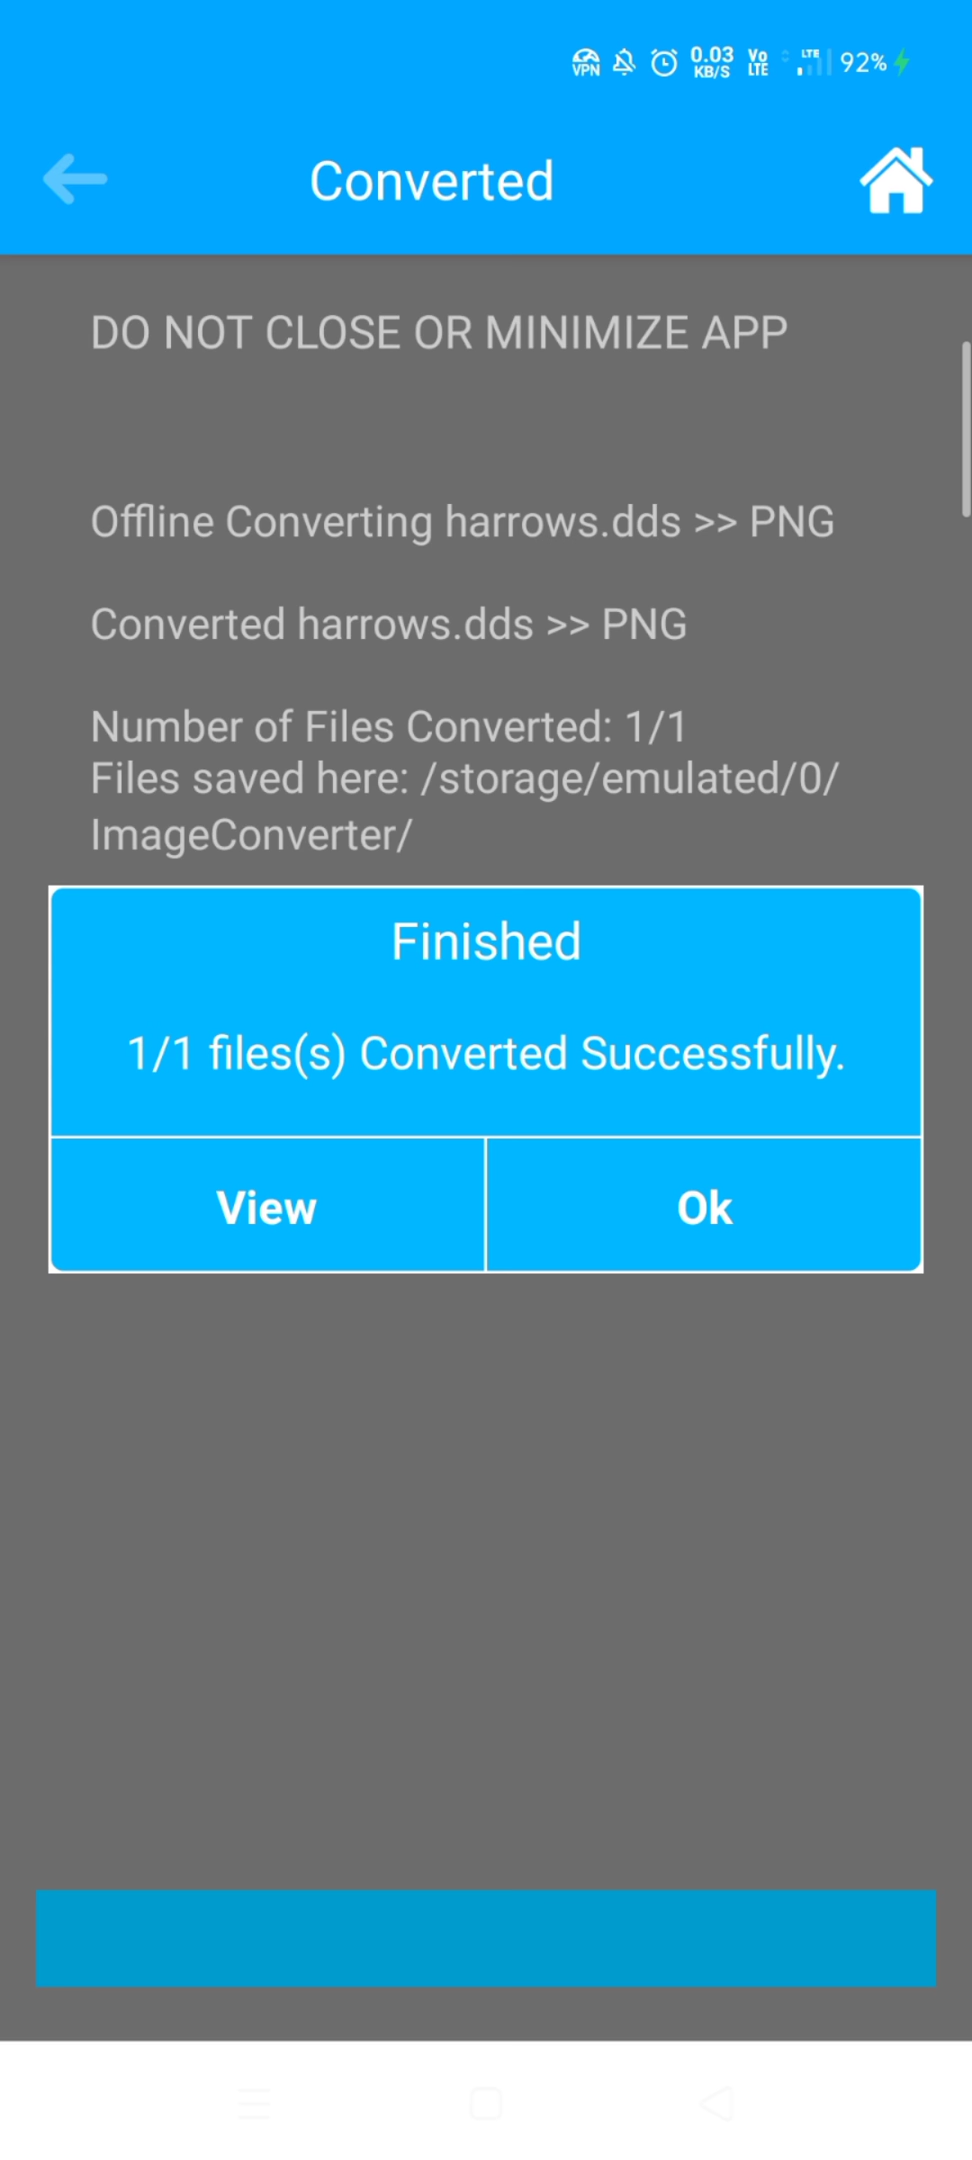 VPN 0.03 KB/S Vo LTE LTE 92%
Converted
DO NOT CLOSE OR MINIMIZE APP
Offline Converting harrows.dds >> PNG
Converted harrows.dds >> PNG
Number of Files Converted: 1/1
Files saved here: /storage/emulated/0/
ImageConverter/
Finished
1/1 files(s) Converted Successfully.
View
Ok